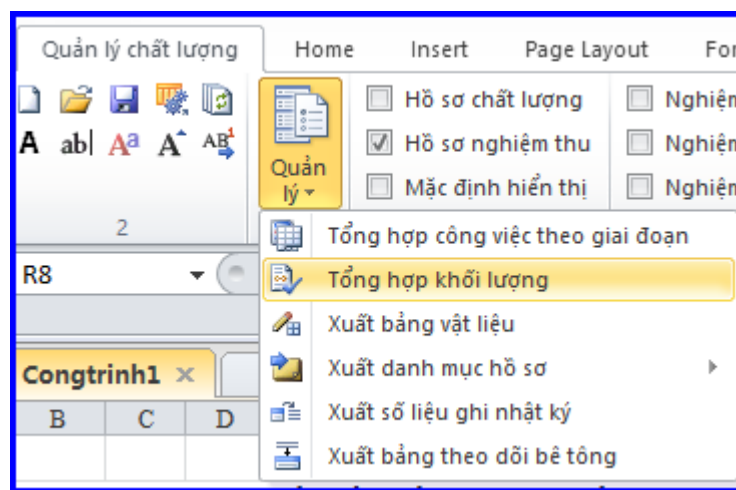 Quản lý chất lượng Home Insert Page Layout
Hồ sơ chất lượng
A ab| Aa A AB1 Hồ sơ nghiệm thu
Quản lý Mặc định hiển thị
2
Tổng hợp công việc theo giai đoạn
R8
Tổng hợp khối lượng
Xuất bảng vật liệu
Congtrinh1 Xuất danh mục hồ sơ
B C D Xuất số liệu ghi nhật ký
Xuất bảng theo dõi bê tông